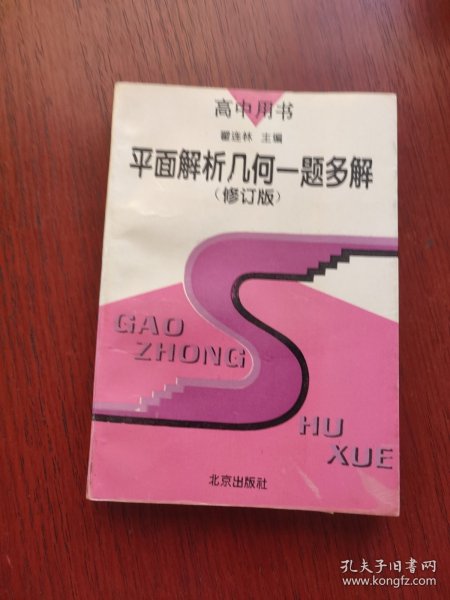 高中用书
瞿连林 主编
平面解析几何一题多解
(修订版)
GAO
ZHONG
SHU
XUE
北京出版社
孔夫子旧书网
www.kongfz.com